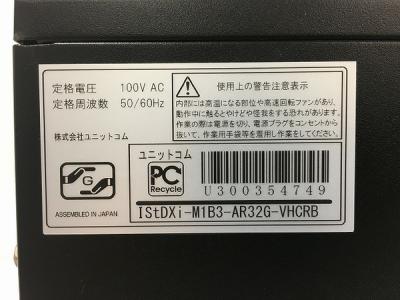 定格電圧 100V AC
定格周波数 50/60Hz
株式会社ユニットコム
G
ASSEMBLED IN JAPAN
使用上の警告注意表示
内部には高温になる部位や高速回転ファンがあり、
動作中に触るとやけどや怪我をする恐れがあります。
作業の際は電源を切り、電源プラグをコンセントから
抜いて、作業用手袋等を着用し作業をしてください。
ユニットコム
PC
Recycle
U300354749
IStDXi-M1B3-AR32G-VHCRB